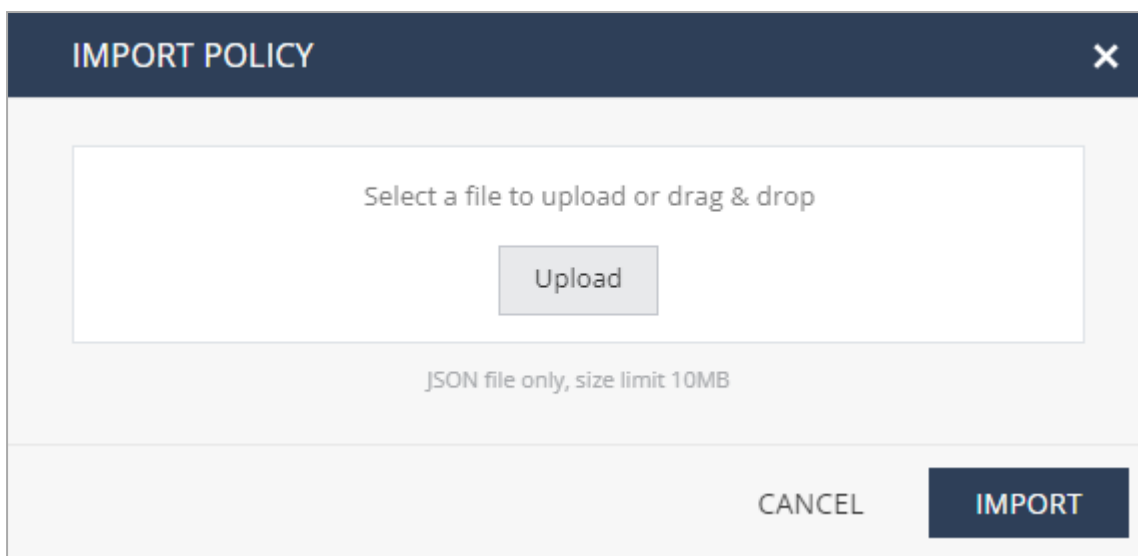 IMPORT POLICY
Select a file to upload or drag & drop
Upload
JSON file only, size limit 10MB
CANCEL
IMPORT